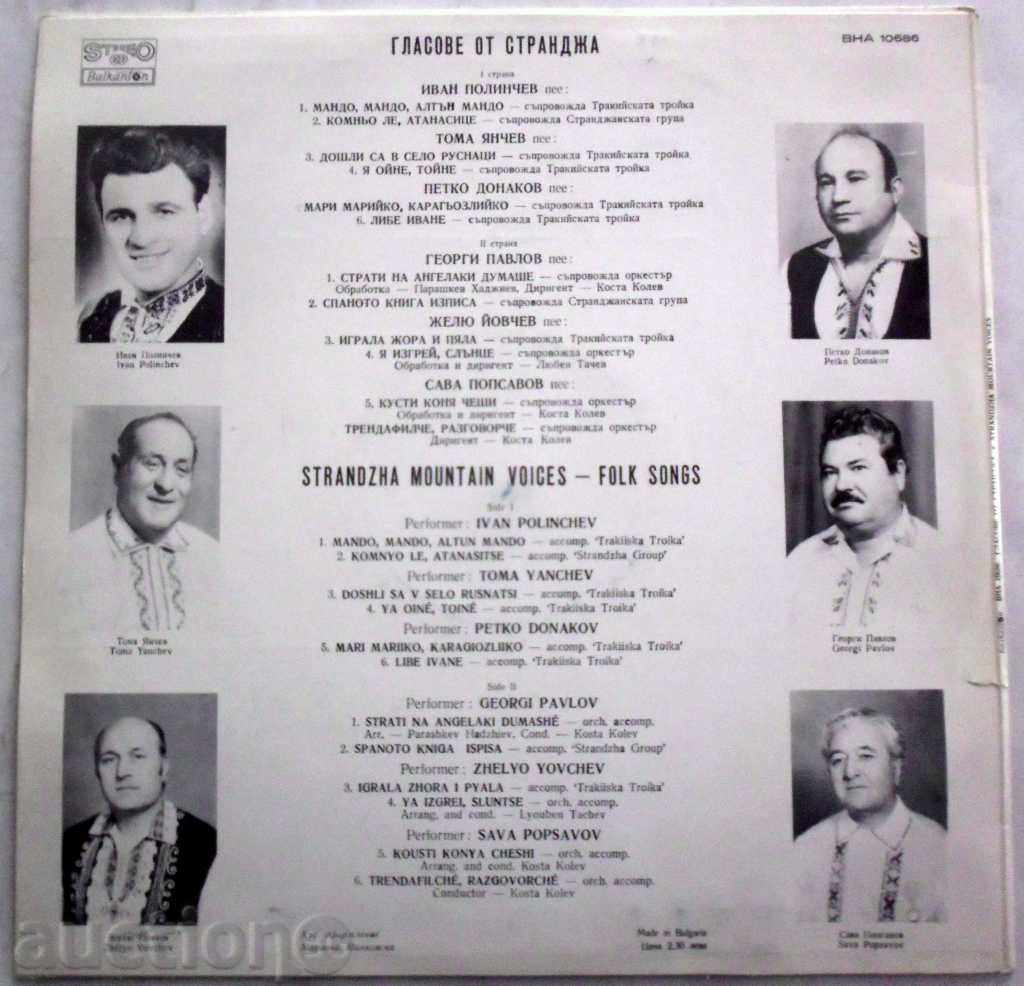 СТЕРЕО
Balkanton
ГЛАСОВЕ ОТ СТРАНДЖА
ВНА 10686
I страна
ИВАН ПОЛИНЧЕВ пее:
1. МАНДО, МАНДО, АЛТЪН МАНДО — съпровожда Тракийската тройка
2. КОМНЬО ЛЕ, АТАНАСИЦЕ — съпровожда Странджанската група
ТОМА ЯНЧЕВ пее:
3. ДОШЛИ СА В СЕЛО РУСНАЦИ — съпровожда Тракийската тройка
4. Я ОЙНЕ, ТОЙНЕ — съпровожда Тракийската тройка
ПЕТКО ДОНАКОВ пее:
МАРИ МАРИЙКО, КАРАГЬОЗЛИЙКО — съпровожда Тракийската тройка
6. ЛИБЕ ИВАНЕ — съпровожда Тракийската тройка
II страна
ГЕОРГИ ПАВЛОВ пее:
1. СТРАТИ НА АНГЕЛАКИ ДУМАШЕ — съпровожда оркестър
Обработка — Парашкев Хаджиев, Диригент — Коста Колев
2. СПАНОТО КНИГА ИЗПИСА — съпровожда Странджанската група
ЖЕЛЮ ЙОВЧЕВ пее:
3. ИГРАЛА ЖОРА И ПЯЛА — съпровожда Тракийската тройка
4. Я ИЗГРЕЙ, СЛЪНЦЕ — съпровожда оркестър
Обработка и диригент — Любен Тачев
САВА ПОПСАВОВ пее:
5. КУСТИ КОНЯ ЧЕШИ — съпровожда оркестър
Обработка и диригент — Коста Колев
ТРЕНДАФИЛЧЕ, РАЗГОВОРЧЕ — съпровожда оркестър
Диригент — Коста Колев
STRANDZHA MOUNTAIN VOICES — FOLK SONGS
Side I
Performer: IVAN POLINCHEV
1. MANDO, MANDO, ALTUN MANDO — accomp. 'Trakiiska Troika'
2. KOMNYO LE, ATANASITSE — accomp. 'Strandzha Group'
Performer: TOMA YANCHEV
3. DOSHLI SA V SELO RUSNATSI — accomp. 'Trakiiska Troika'
4. YA OINÉ, TOINÉ — accomp. 'Trakiiska Troika'
Performer: PETKO DONAKOV
5. MARI MARIIKO, KARAGIOZLIIKO — accomp. 'Trakiiska Troika'
6. LIBE IVANE — accomp. 'Trakiiska Troika'
Side II
Performer: GEORGI PAVLOV
1. STRATI NA ANGELAKI DUMASHÉ — orch. accomp.
Arr. — Parashkev Hadzhiev, Cond. — Kosta Kolev
2. SPANOTO KNIGA ISPISA — accomp. 'Strandzha Group'
Performer: ZHELYO YOVCHEV
3. IGRALA ZHORA I PYALA — accomp. 'Trakiiska Troika'
4. YA IZGREI, SLUNTSE — orch. accomp.
Arrang. and cond. — Lyouben Tachev
Performer: SAVA POPSAVOV
5. KOUSTI KONYA CHESHI — orch. accomp.
Arrang. and cond. Kosta Kolev
6. TRENDAFILCHÉ, RAZGOVORCHÉ — orch. accomp.
Conductor — Kosta Kolev
Иван Полинчев
Ivan Polinchev
Петко Донаков
Petko Donakov
Тома Янчев
Toma Yanchev
Георги Павлов
Georgi Pavlov
Yovchev
Сава Попсавов
Sava Popsavov
Made in Bulgaria
Цена 2,30 лева
STRANDZHA MOUNTAIN VOICES